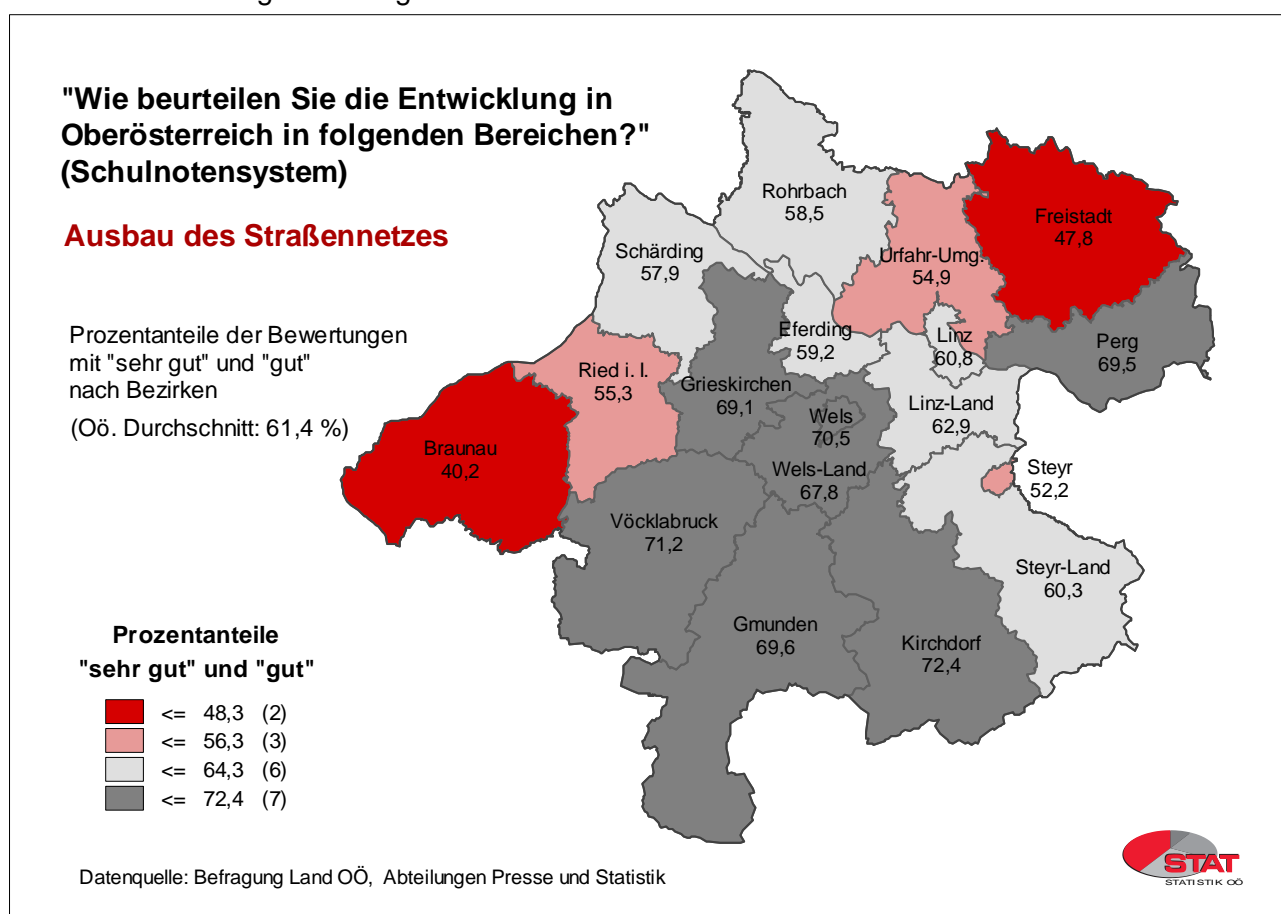 "Wie beurteilen Sie die Entwicklung in
Oberösterreich in folgenden Bereichen?"
(Schulnotensystem)
Ausbau des Straßennetzes
Prozentanteile der Bewertungen
mit "sehr gut" und "gut"
nach Bezirken
(Oö. Durchschnitt: 61,4 %)
Rohrbach
58,5
Freistadt
47,8
Schärding
57,9
Urfahr-Umg.
54,9
Eferding
59,2
Linz
60,8
Perg
69,5
Ried i. I.
55,3
Grieskirchen
69,1
Wels
70,5
Linz-Land
62,9
Braunau
40,2
Wels-Land
67,8
Steyr
52,2
Vöcklabruck
71,2
Steyr-Land
60,3
Gmunden
69,6
Kirchdorf
72,4
Prozentanteile
"sehr gut" und "gut"
<= 48,3 (2)
<= 56,3 (3)
<= 64,3 (6)
<= 72,4 (7)
Datenquelle: Befragung Land OÖ, Abteilungen Presse und Statistik
STAT
STATISTIK OÖ